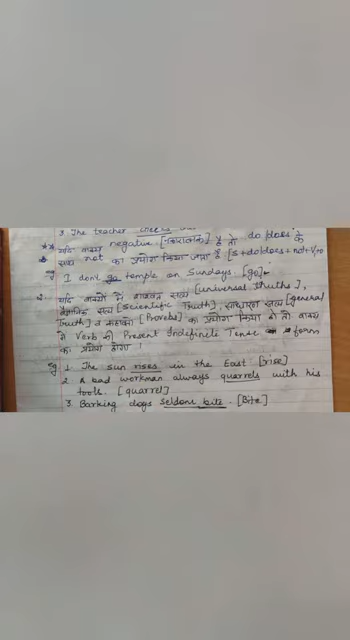 3 The teacher checks
** यदि वाक्य negative [नकारात्मक] है तो do/does के
साथ not का प्रयोग किया जाता है [S+do/does+not+V
eg I don't go temple on Sundays. [go]
2. यदि वाक्यों में सत्य [universal truths],
वैज्ञानिक सत्य [Scientific Truth], साधारण सत्य [general
Truth] व कहावत [Proverbs] का प्रयोग किया हो तो वाक्य
में Verb की Present Indefinite Tense form
का प्रयोग होगा ।
Eg 1. The sun rises in the East [rise]
2 A bad workman always quarrels with his
tools. [quarrel]
3 Barking dogs seldom bite. [Bite]